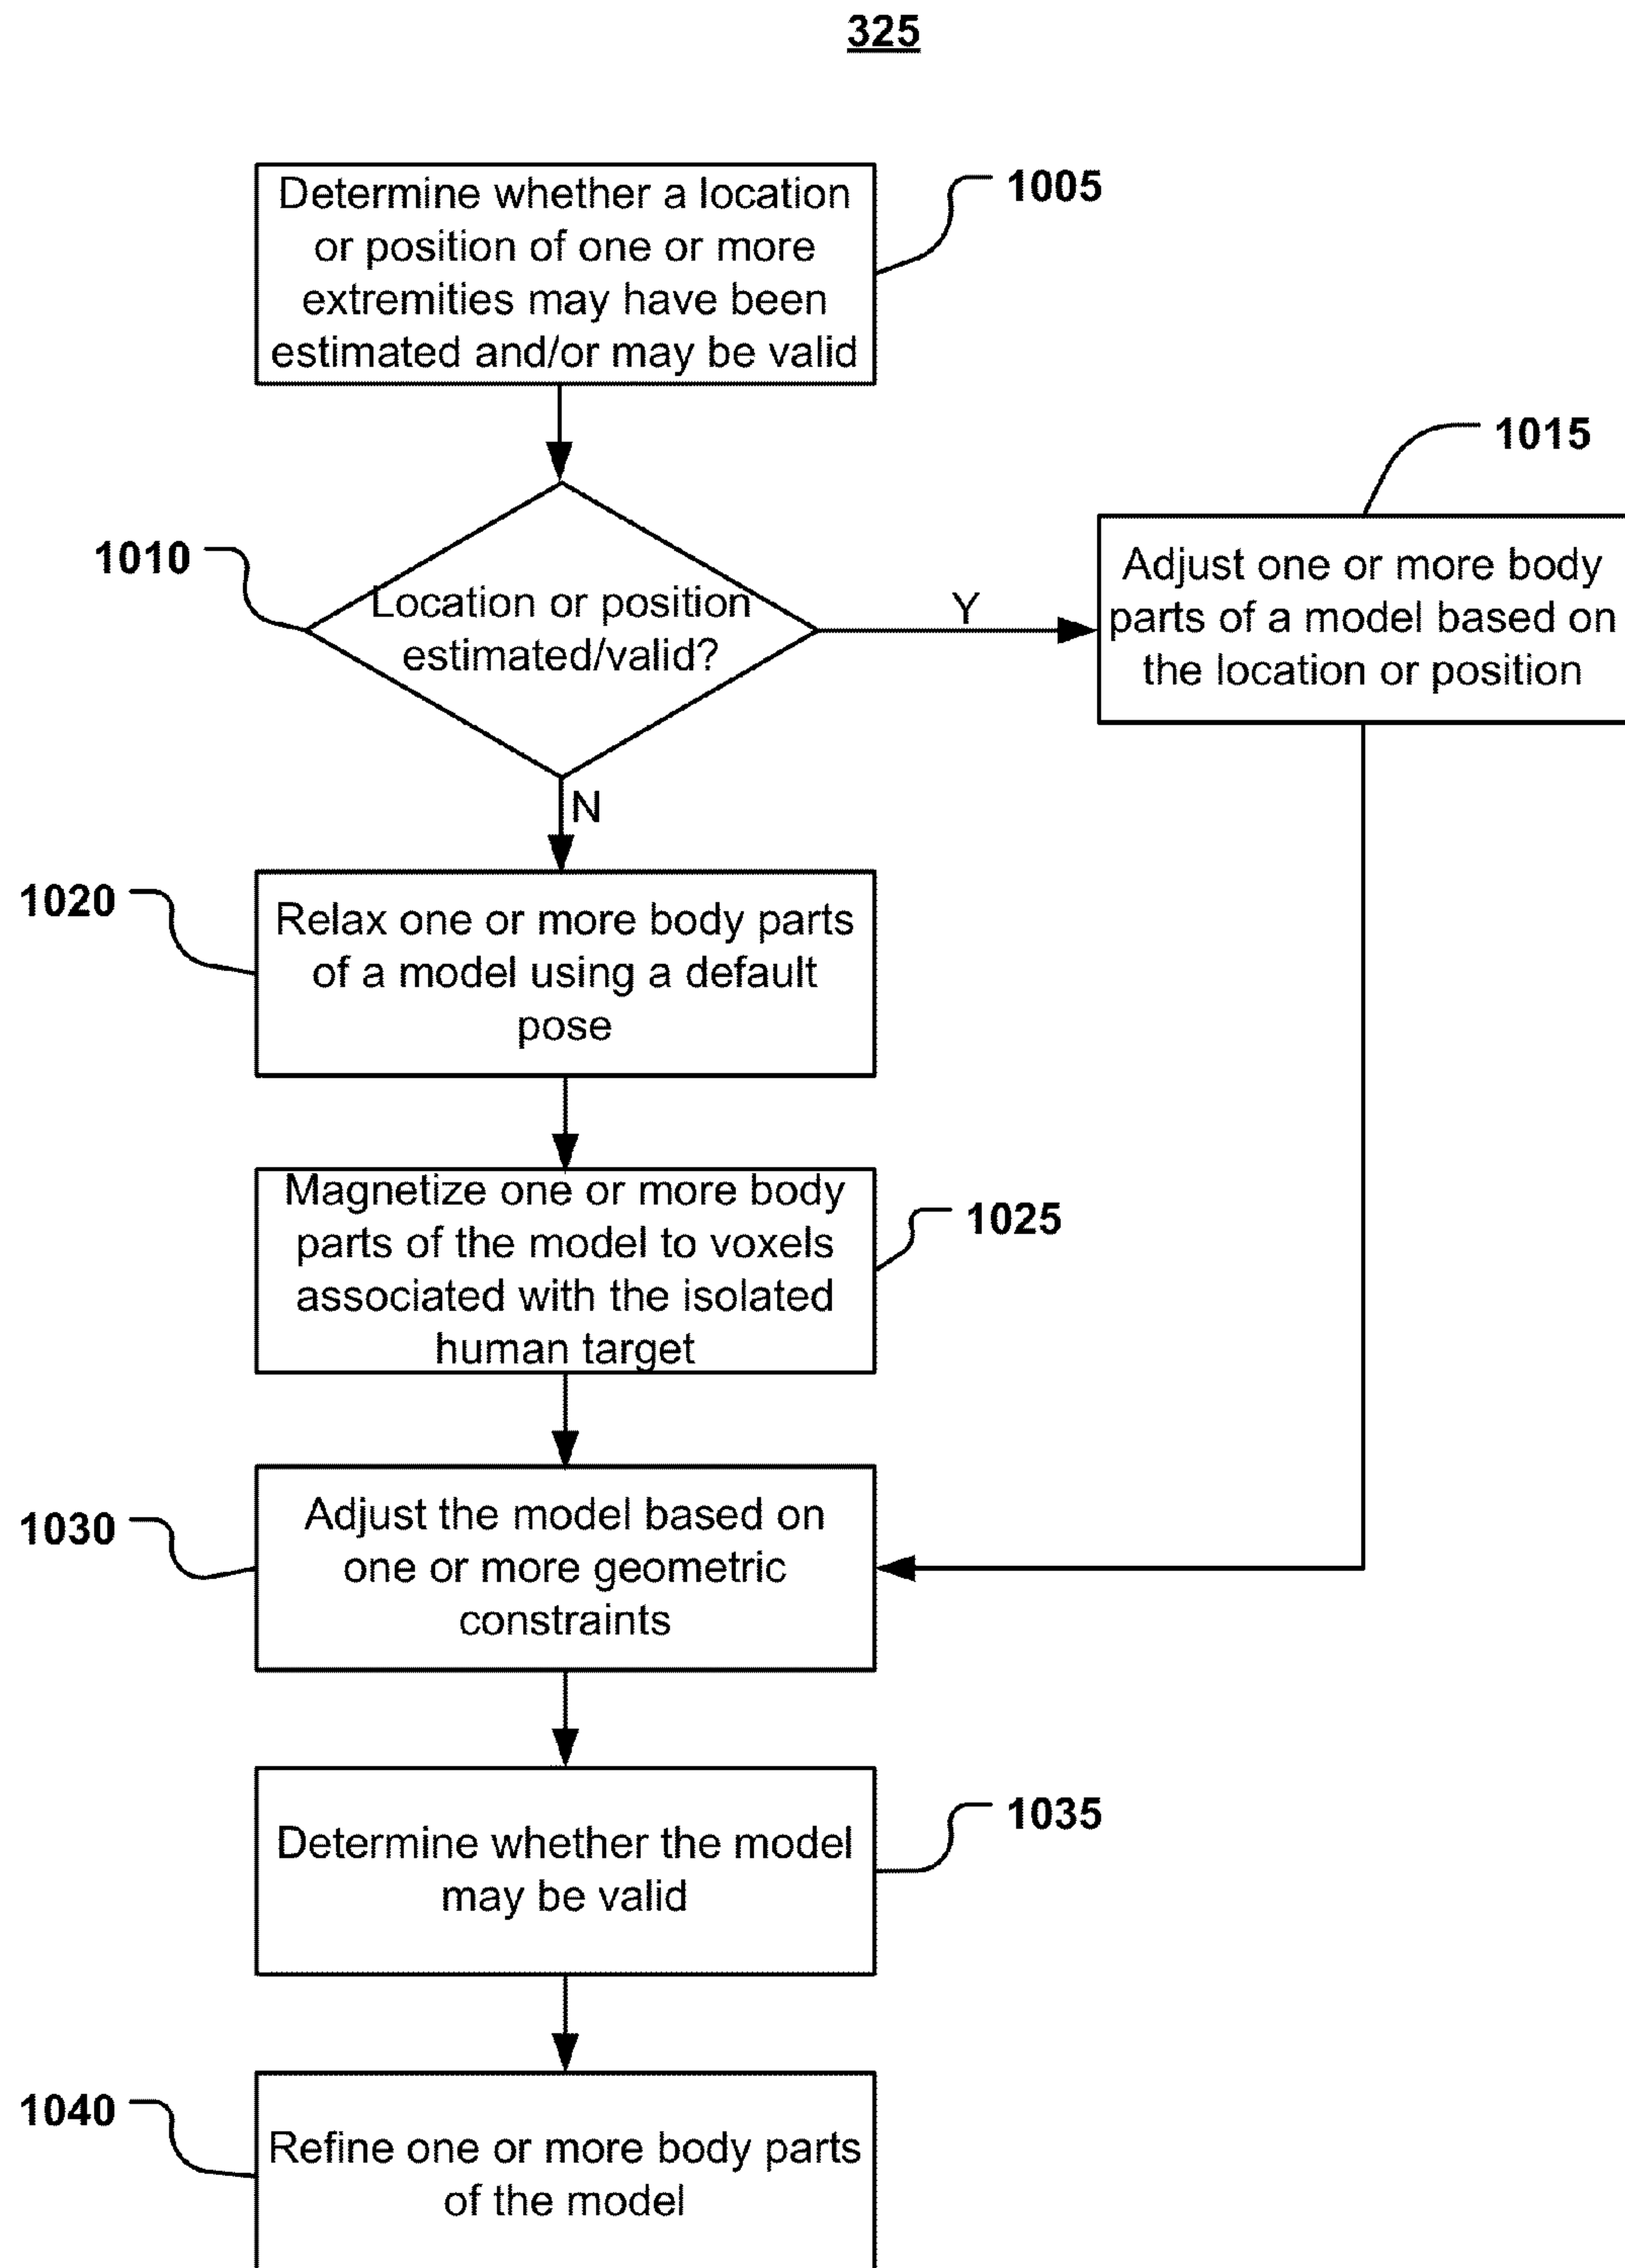 325
Determine whether a location
or position of one or more
extremities may have been
estimated and/or may be valid
1005
1010
Location or position
estimated/valid?
Y
1015
Adjust one or more body
parts of a model based on
the location or position
N
1020
Relax one or more body parts
of a model using a default
pose
Magnetize one or more body
parts of the model to voxels
associated with the isolated
human target
1025
1030
Adjust the model based on
one or more geometric
constraints
Determine whether the model
may be valid
1035
1040
Refine one or more body parts
of the model